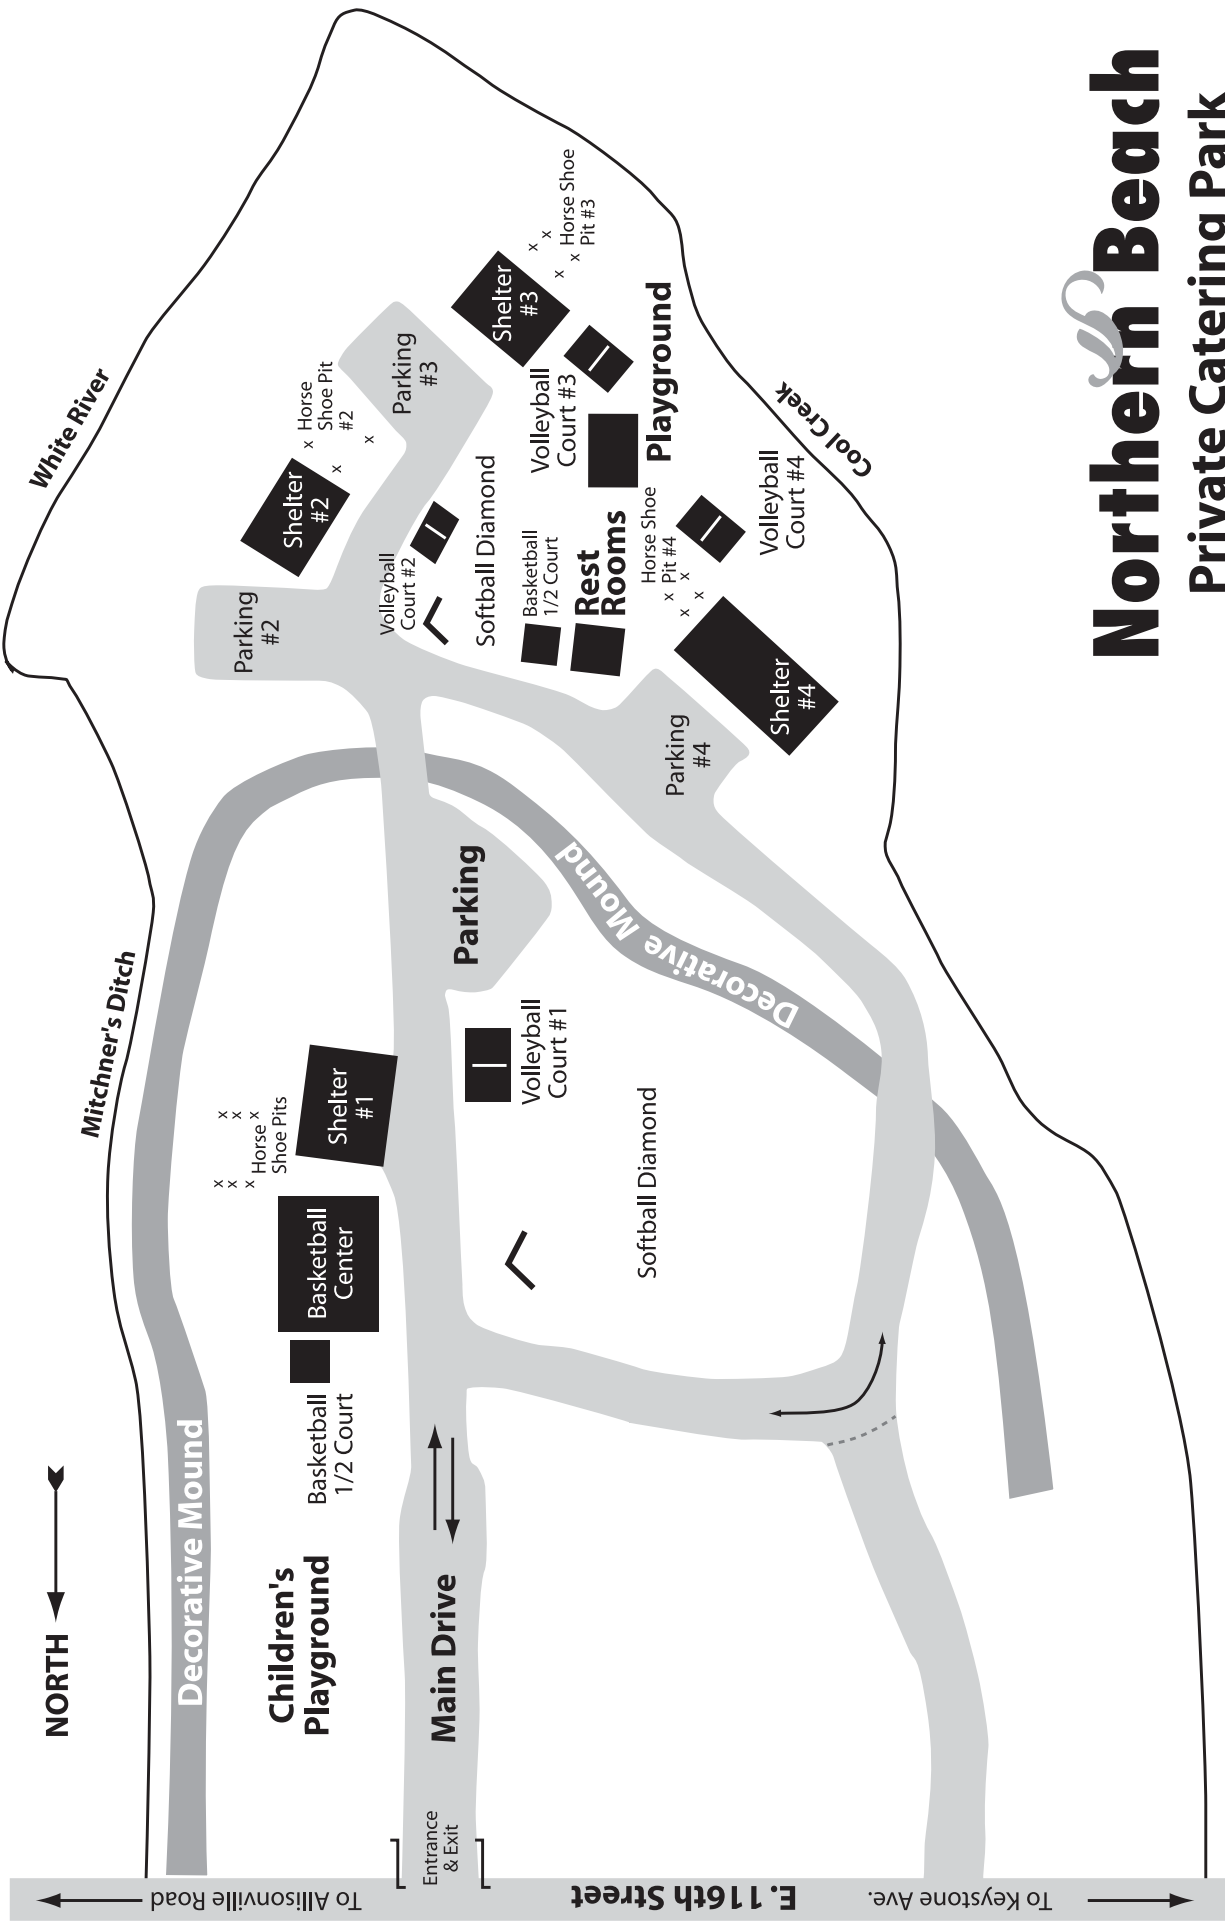 Northern Beach
Private Catering Park
NORTH
White River
Mitchner's Ditch
Cool Creek
Decorative Mound
Decorative Mound
Children's
Playground
Main Drive
Entrance
& Exit
To Allisonville Road
E. 116th Street
To Keystone Ave.
Basketball
1/2 Court
Basketball
Center
x x x
x x x
Horse
Shoe Pits
Shelter
#1
Volleyball
Court #1
Softball Diamond
Parking
Parking
#2
Shelter
#2
x
x
x
Horse
Shoe Pit
#2
Volleyball
Court #2
Softball Diamond
Parking
#3
Shelter
#3
x x
x x
Horse Shoe
Pit #3
Volleyball
Court #3
Playground
Basketball
1/2 Court
Rest
Rooms
Horse Shoe
Pit #4
x x
x x
Volleyball
Court #4
Shelter
#4
Parking
#4